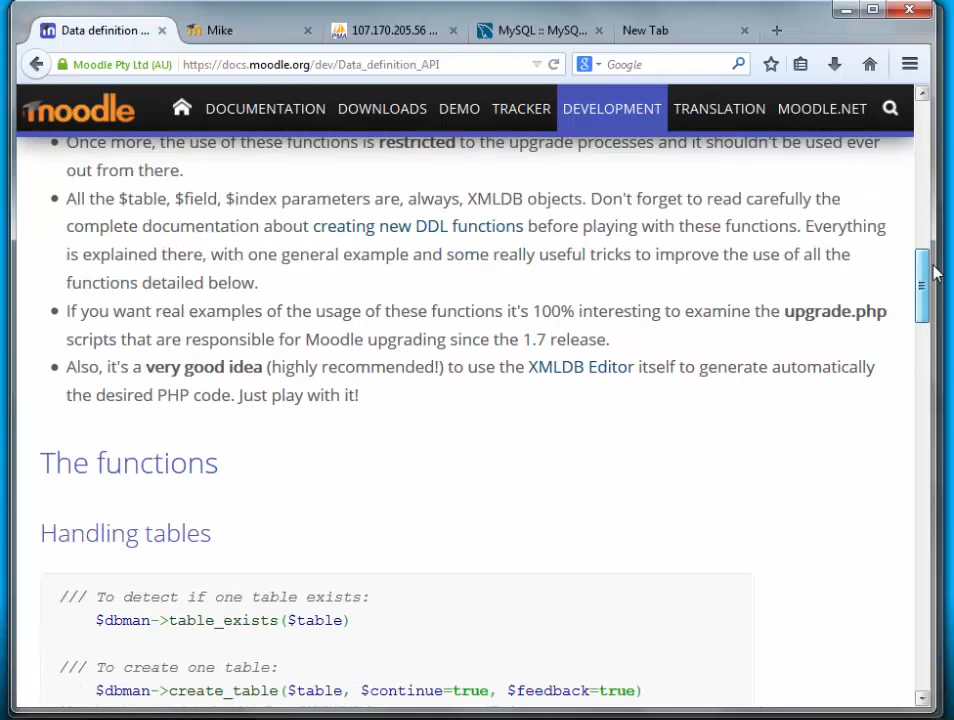 Data definition ...
Mike
107.170.205.56 ...
MySQL :: MySQ...
New Tab
Moodle Pty Ltd (AU)
https://docs.moodle.org/dev/Data_definition_API
Google
moodle
DOCUMENTATION
DOWNLOADS
DEMO
TRACKER
DEVELOPMENT
TRANSLATION
MOODLE.NET
Once more, the use of these functions is restricted to the upgrade processes and it shouldn't be used ever
out from there.
All the $table, $field, $index parameters are, always, XMLDB objects. Don't forget to read carefully the
complete documentation about creating new DDL functions before playing with these functions. Everything
is explained there, with one general example and some really useful tricks to improve the use of all the
functions detailed below.
If you want real examples of the usage of these functions it's 100% interesting to examine the upgrade.php
scripts that are responsible for Moodle upgrading since the 1.7 release.
Also, it's a very good idea (highly recommended!) to use the XMLDB Editor itself to generate automatically
the desired PHP code. Just play with it!
The functions
Handling tables
/// To detect if one table exists:
$dbman->table_exists($table)
/// To create one table:
$dbman->create_table($table, $continue=true, $feedback=true)